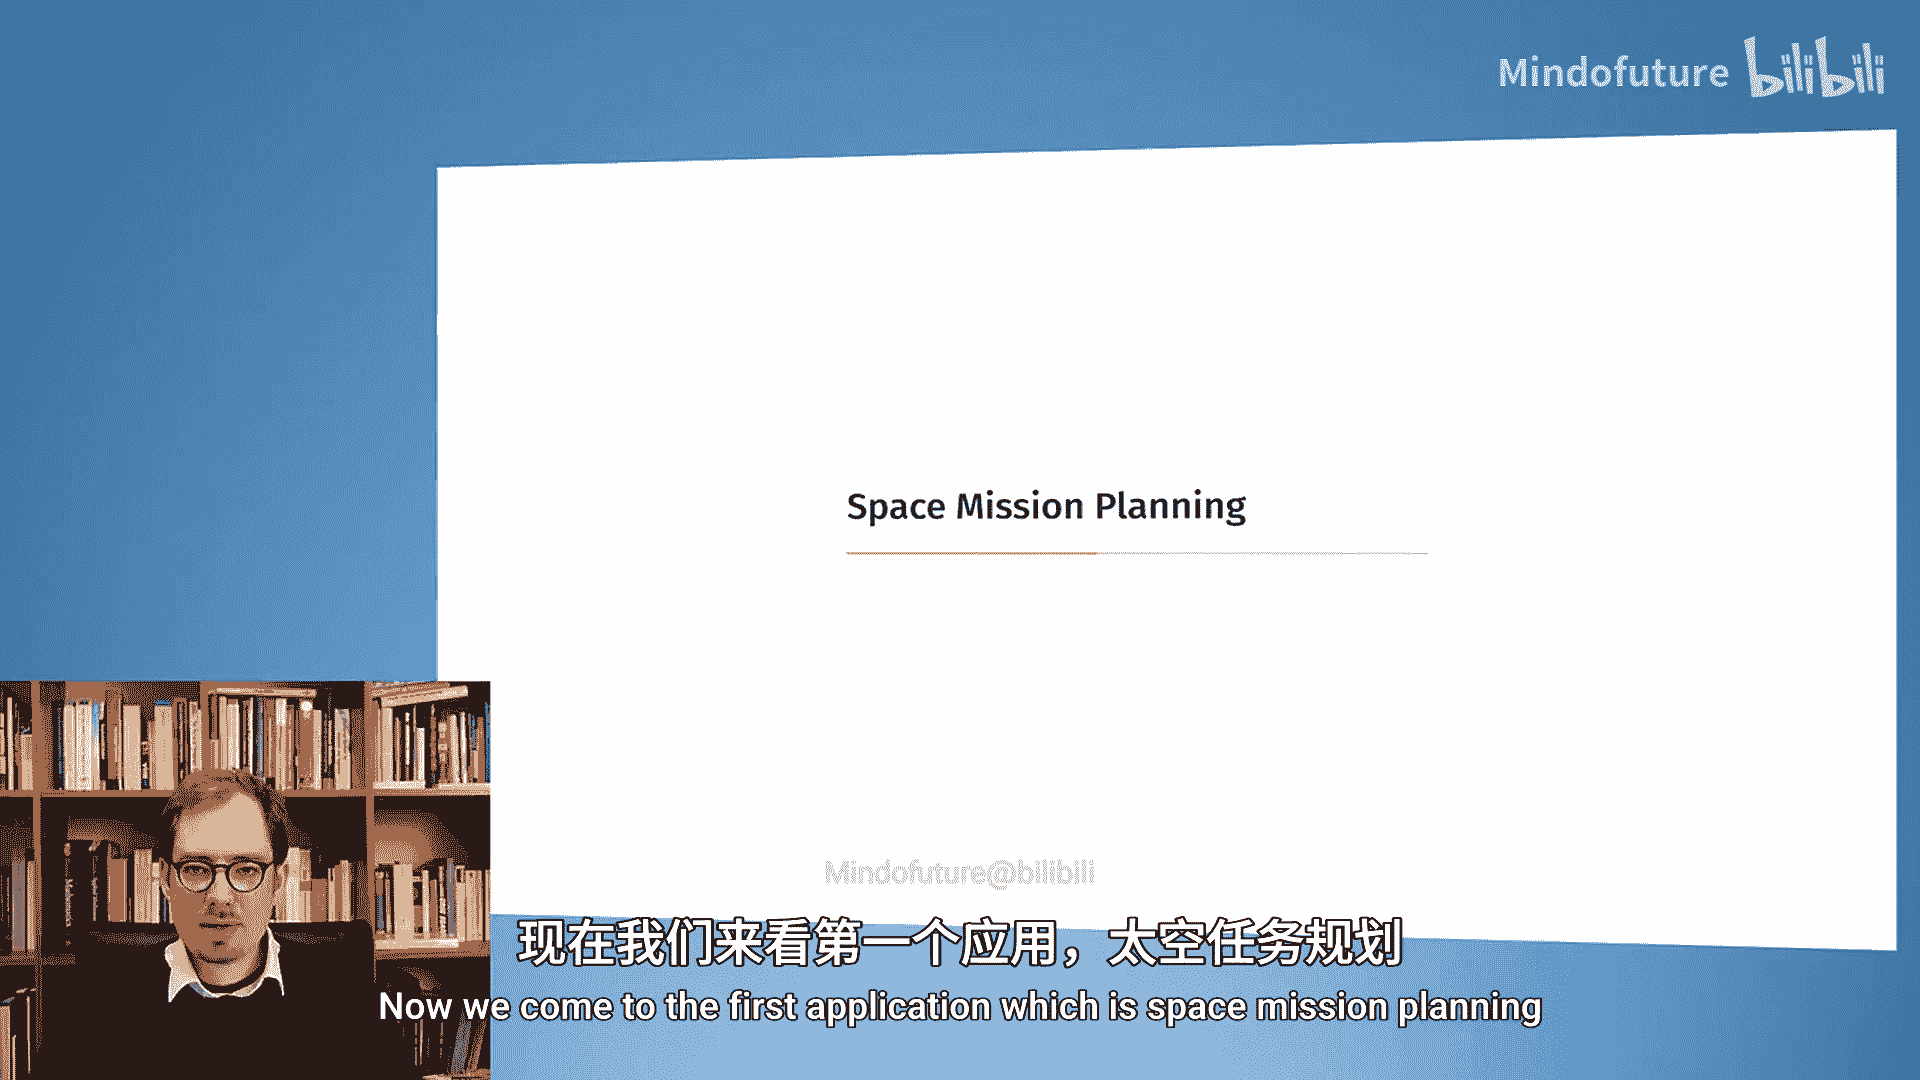 Mindofuture bilibili
Space Mission Planning
Mindofuture@bilibili
现在我们来看第一个应用，太空任务规划
Now we come to the first application which is space mission planning